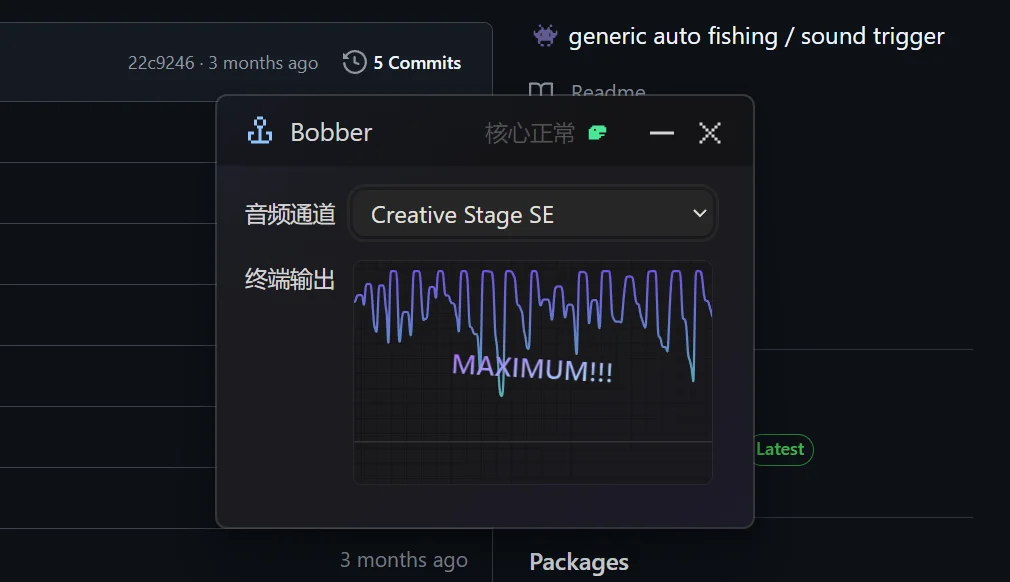 generic auto fishing / sound trigger
22c9246 · 3 months ago
5 Commits
Readme
Bobber
核心正常
音频通道
Creative Stage SE
终端输出
MAXIMUM!!!
Latest
3 months ago
Packages